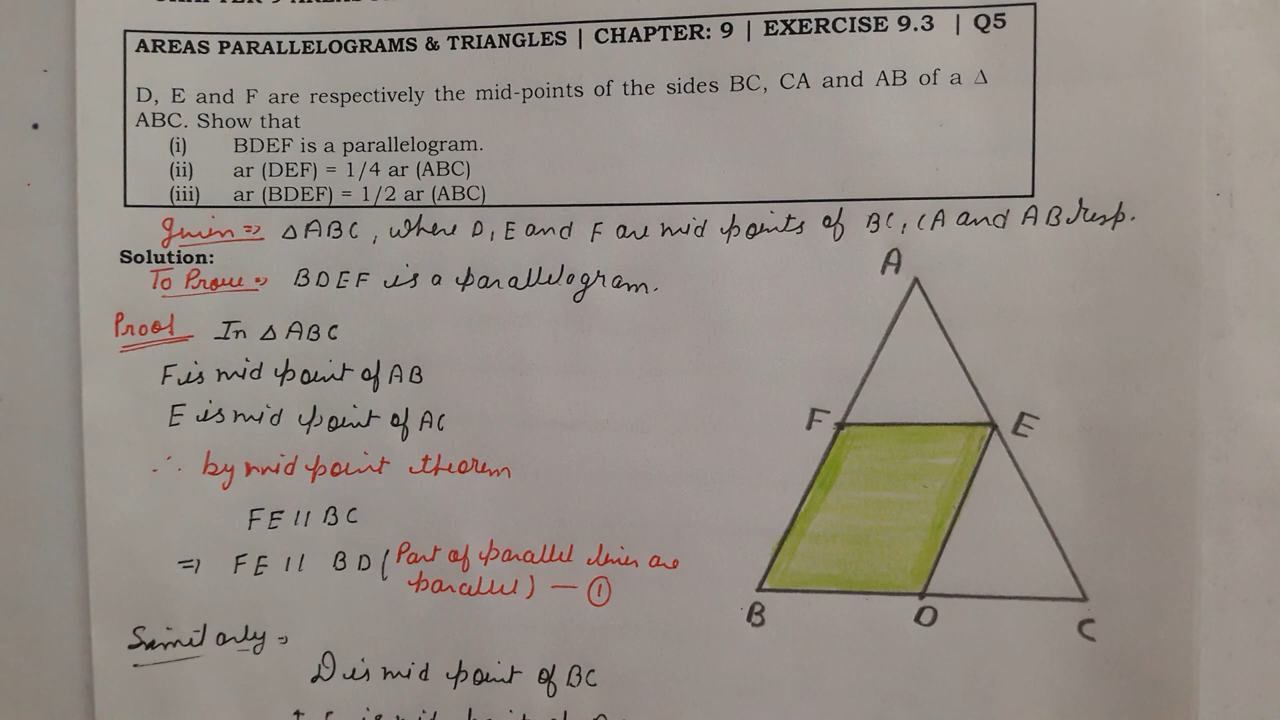 AREAS PARALLELOGRAMS & TRIANGLES | CHAPTER: 9 | EXERCISE 9.3 | Q5
D, E and F are respectively the mid-points of the sides BC, CA and AB of a Δ
ABC. Show that
(i) BDEF is a parallelogram.
(ii) ar (DEF) = 1/4 ar (ABC)
(iii) ar (BDEF) = 1/2 ar (ABC)
Given => ΔABC, where D, E and F are mid points of BC, CA and AB resp.
Solution:
To Prove => BDEF is a parallelogram.
Proof In Δ ABC
F is mid point of AB
E is mid point of AC
∴ by mid point theorem
FE || BC
=> FE || BD (Part of parallel lines are
parallel) — ①
Similarly,
D is mid point of BC
A
F
E
B
D
C